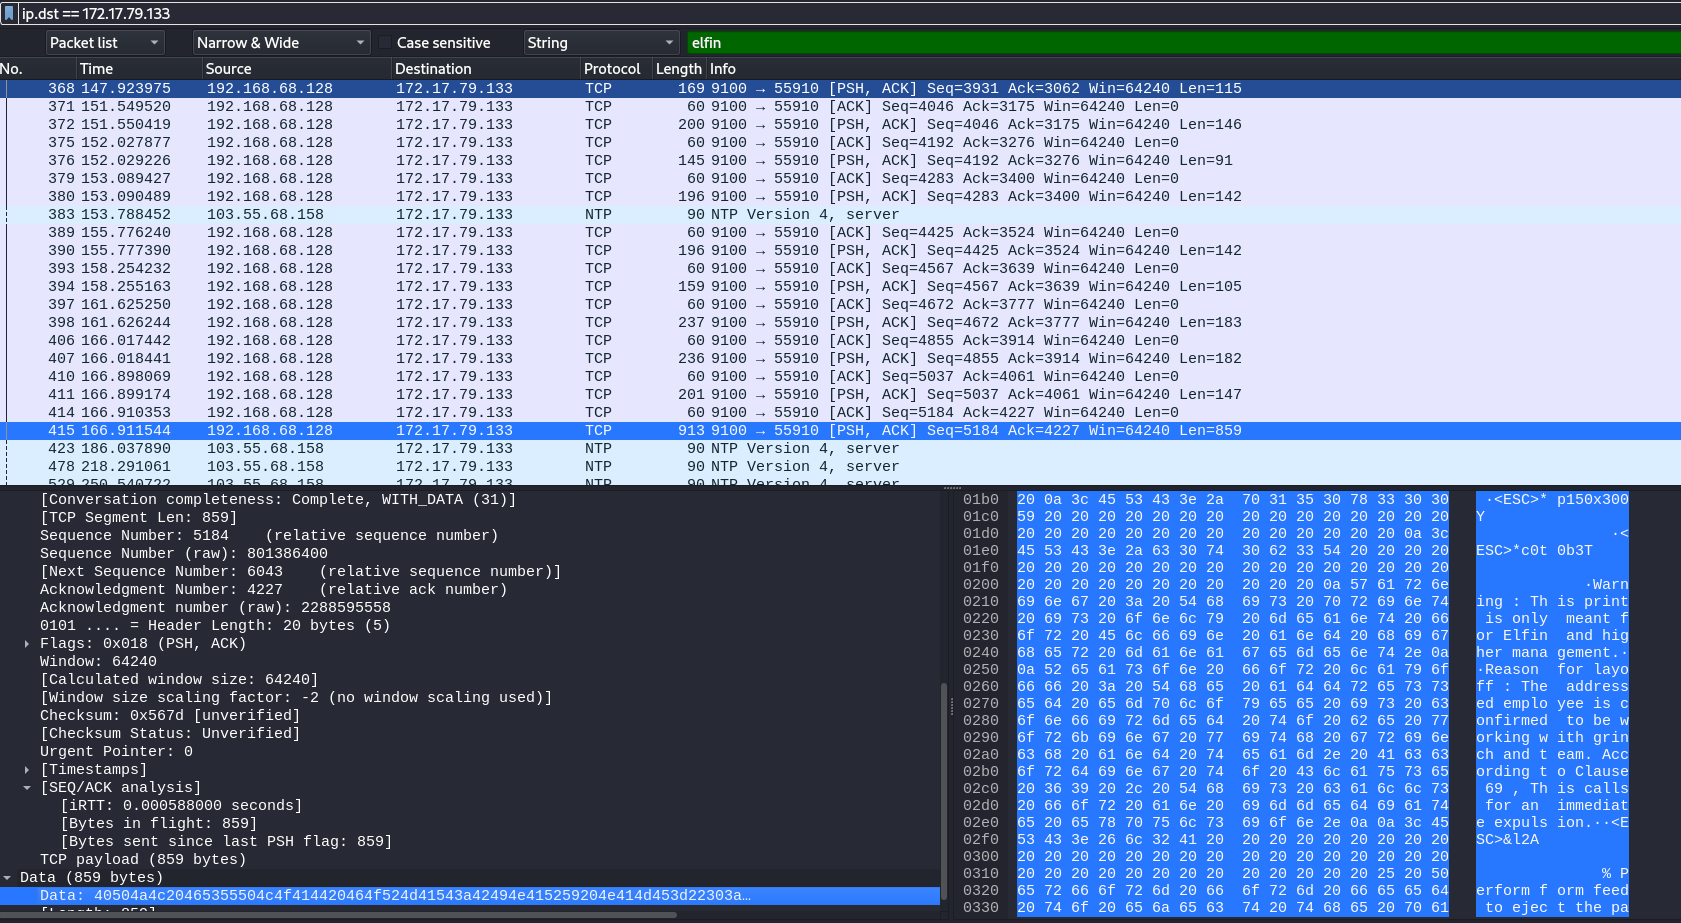 ip.dst == 172.17.79.133
Packet list Narrow & Wide Case sensitive String elfin
No. Time Source Destination Protocol Length Info
368 147.923975 192.168.68.128 172.17.79.133 TCP 169 9100 → 55910 [PSH, ACK] Seq=3931 Ack=3062 Win=64240 Len=115
371 151.549520 192.168.68.128 172.17.79.133 TCP 60 9100 → 55910 [ACK] Seq=4046 Ack=3175 Win=64240 Len=0
372 151.550419 192.168.68.128 172.17.79.133 TCP 200 9100 → 55910 [PSH, ACK] Seq=4046 Ack=3175 Win=64240 Len=146
375 152.027877 192.168.68.128 172.17.79.133 TCP 60 9100 → 55910 [ACK] Seq=4192 Ack=3276 Win=64240 Len=0
376 152.029226 192.168.68.128 172.17.79.133 TCP 145 9100 → 55910 [PSH, ACK] Seq=4192 Ack=3276 Win=64240 Len=91
379 153.089427 192.168.68.128 172.17.79.133 TCP 60 9100 → 55910 [ACK] Seq=4283 Ack=3400 Win=64240 Len=0
380 153.090489 192.168.68.128 172.17.79.133 TCP 196 9100 → 55910 [PSH, ACK] Seq=4283 Ack=3400 Win=64240 Len=142
383 153.788452 103.55.68.158 172.17.79.133 NTP 90 NTP Version 4, server
389 155.776240 192.168.68.128 172.17.79.133 TCP 60 9100 → 55910 [ACK] Seq=4425 Ack=3524 Win=64240 Len=0
390 155.777390 192.168.68.128 172.17.79.133 TCP 196 9100 → 55910 [PSH, ACK] Seq=4425 Ack=3524 Win=64240 Len=142
393 158.254232 192.168.68.128 172.17.79.133 TCP 60 9100 → 55910 [ACK] Seq=4567 Ack=3639 Win=64240 Len=0
394 158.255163 192.168.68.128 172.17.79.133 TCP 159 9100 → 55910 [PSH, ACK] Seq=4567 Ack=3639 Win=64240 Len=105
397 161.625250 192.168.68.128 172.17.79.133 TCP 60 9100 → 55910 [ACK] Seq=4672 Ack=3777 Win=64240 Len=0
398 161.626244 192.168.68.128 172.17.79.133 TCP 237 9100 → 55910 [PSH, ACK] Seq=4672 Ack=3777 Win=64240 Len=183
406 166.017442 192.168.68.128 172.17.79.133 TCP 60 9100 → 55910 [ACK] Seq=4855 Ack=3914 Win=64240 Len=0
407 166.018441 192.168.68.128 172.17.79.133 TCP 236 9100 → 55910 [PSH, ACK] Seq=4855 Ack=3914 Win=64240 Len=182
410 166.898069 192.168.68.128 172.17.79.133 TCP 60 9100 → 55910 [ACK] Seq=5037 Ack=4061 Win=64240 Len=0
411 166.899174 192.168.68.128 172.17.79.133 TCP 201 9100 → 55910 [PSH, ACK] Seq=5037 Ack=4061 Win=64240 Len=147
414 166.910353 192.168.68.128 172.17.79.133 TCP 60 9100 → 55910 [ACK] Seq=5184 Ack=4227 Win=64240 Len=0
415 166.911544 192.168.68.128 172.17.79.133 TCP 913 9100 → 55910 [PSH, ACK] Seq=5184 Ack=4227 Win=64240 Len=859
423 186.037890 103.55.68.158 172.17.79.133 NTP 90 NTP Version 4, server
478 218.291061 103.55.68.158 172.17.79.133 NTP 90 NTP Version 4, server
529 250.540722 103.55.68.158 172.17.79.133 NTP 90 NTP Version 4, server
[Conversation completeness: Complete, WITH_DATA (31)]
[TCP Segment Len: 859]
Sequence Number: 5184 (relative sequence number)
Sequence Number (raw): 801386400
[Next Sequence Number: 6043 (relative sequence number)]
Acknowledgment Number: 4227 (relative ack number)
Acknowledgment number (raw): 2288595558
0101 .... = Header Length: 20 bytes (5)
Flags: 0x018 (PSH, ACK)
Window: 64240
[Calculated window size: 64240]
[Window size scaling factor: -2 (no window scaling used)]
Checksum: 0x567d [unverified]
[Checksum Status: Unverified]
Urgent Pointer: 0
[Timestamps]
[SEQ/ACK analysis]
[iRTT: 0.000588000 seconds]
[Bytes in flight: 859]
[Bytes sent since last PSH flag: 859]
TCP payload (859 bytes)
Data (859 bytes)
Data: 40504a4c20465355504c4f414420464f524d41543a42494e415259204e414d453d22303a…
01b0 20 0a 3c 45 53 43 3e 2a 70 31 35 30 78 33 30 30 ·<ESC>* p150x300
01c0 59 20 20 20 20 20 20 20 20 20 20 20 20 20 20 20 Y
01d0 20 20 20 20 20 20 20 20 20 20 20 20 20 20 0a 3c ·<
01e0 45 53 43 3e 2a 63 30 74 30 62 33 54 20 20 20 20 ESC>*c0t 0b3T
01f0 20 20 20 20 20 20 20 20 20 20 20 20 20 20 20 20
0200 20 20 20 20 20 20 20 20 20 20 20 0a 57 61 72 6e ·Warn
0210 69 6e 67 20 3a 20 54 68 69 73 20 70 72 69 6e 74 ing : Th is print
0220 20 69 73 20 6f 6e 6c 79 20 6d 65 61 6e 74 20 66 is only meant f
0230 6f 72 20 45 6c 66 69 6e 20 61 6e 64 20 68 69 67 or Elfin and hig
0240 68 65 72 20 6d 61 6e 61 67 65 6d 65 6e 74 2e 0a her mana gement.·
0250 0a 52 65 61 73 6f 6e 20 66 6f 72 20 6c 61 79 6f ·Reason for layo
0260 66 66 20 3a 20 54 68 65 20 61 64 64 72 65 73 73 ff : The address
0270 65 64 20 65 6d 70 6c 6f 79 65 65 20 69 73 20 63 ed emplo yee is c
0280 6f 6e 66 69 72 6d 65 64 20 74 6f 20 62 65 20 77 onfirmed to be w
0290 6f 72 6b 69 6e 67 20 77 69 74 68 20 67 72 69 6e orking w ith grin
02a0 63 68 20 61 6e 64 20 74 65 61 6d 2e 20 41 63 63 ch and t eam. Acc
02b0 6f 72 64 69 6e 67 20 74 6f 20 43 6c 61 75 73 65 ording t o Clause
02c0 20 36 39 20 2c 20 54 68 69 73 20 63 61 6c 6c 73 69 , Th is calls
02d0 20 66 6f 72 20 61 6e 20 69 6d 6d 65 64 69 61 74 for an immediat
02e0 65 20 65 78 70 75 6c 73 69 6f 6e 2e 0a 0a 3c 45 e expuls ion.··<E
02f0 53 43 3e 26 6c 32 41 20 20 20 20 20 20 20 20 20 SC>&l2A
0300 20 20 20 20 20 20 20 20 20 20 20 20 20 20 20 20
0310 20 20 20 20 20 20 20 20 20 20 20 20 20 25 20 50 % P
0320 65 72 66 6f 72 6d 20 66 6f 72 6d 20 66 65 65 64 erform f orm feed
0330 20 74 6f 20 65 6a 65 63 74 20 74 68 65 20 70 61 to ejec t the pa